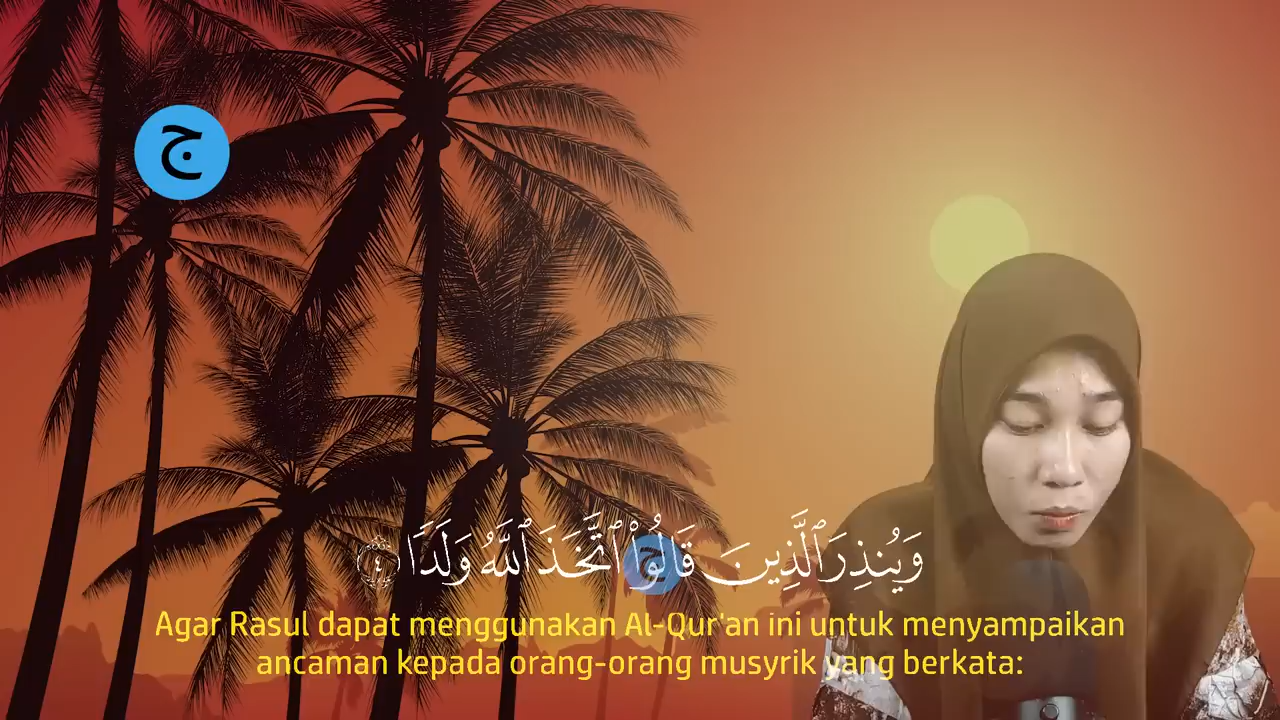 ج
وَيُنذِرَ ٱلَّذِينَ قَالُوا۟ ٱتَّخَذَ ٱللَّهُ وَلَدًا ٤
ج
Agar Rasul dapat menggunakan Al-Qur'an ini untuk menyampaikan
ancaman kepada orang-orang musyrik yang berkata: